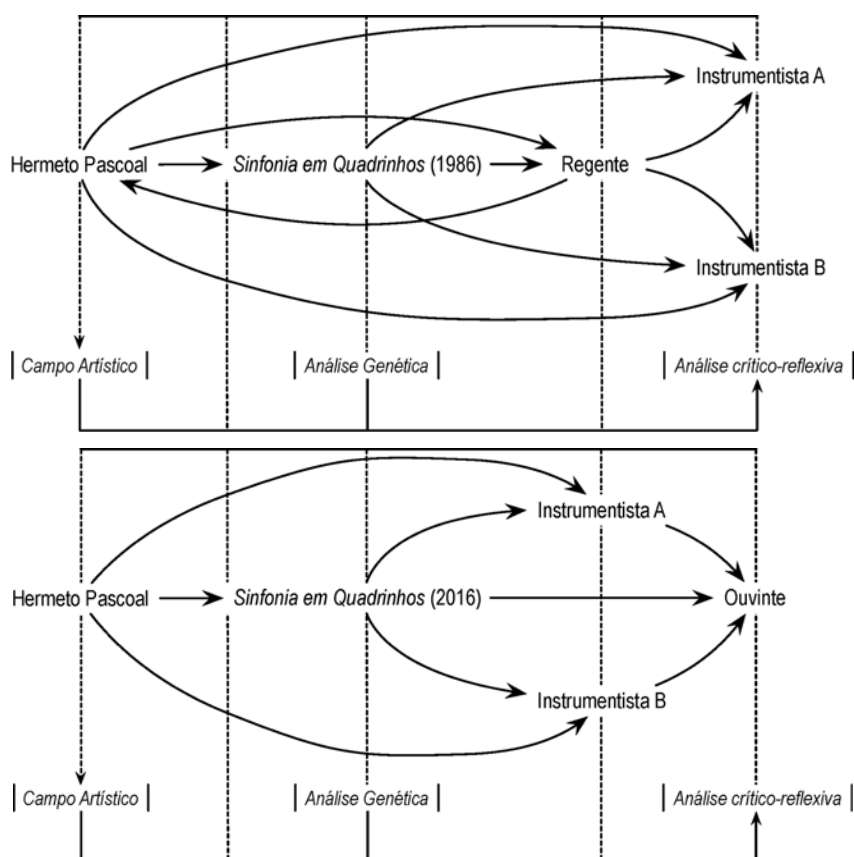 Instrumentista A
Hermeto Pascoal Sinfonia em Quadrinhos (1986) Regente
Instrumentista B
| Campo Artístico | | Análise Genética | | Análise crítico-reflexiva |
Instrumentista A
Hermeto Pascoal Sinfonia em Quadrinhos (2016) Ouvinte
Instrumentista B
| Campo Artístico | | Análise Genética | | Análise crítico-reflexiva |